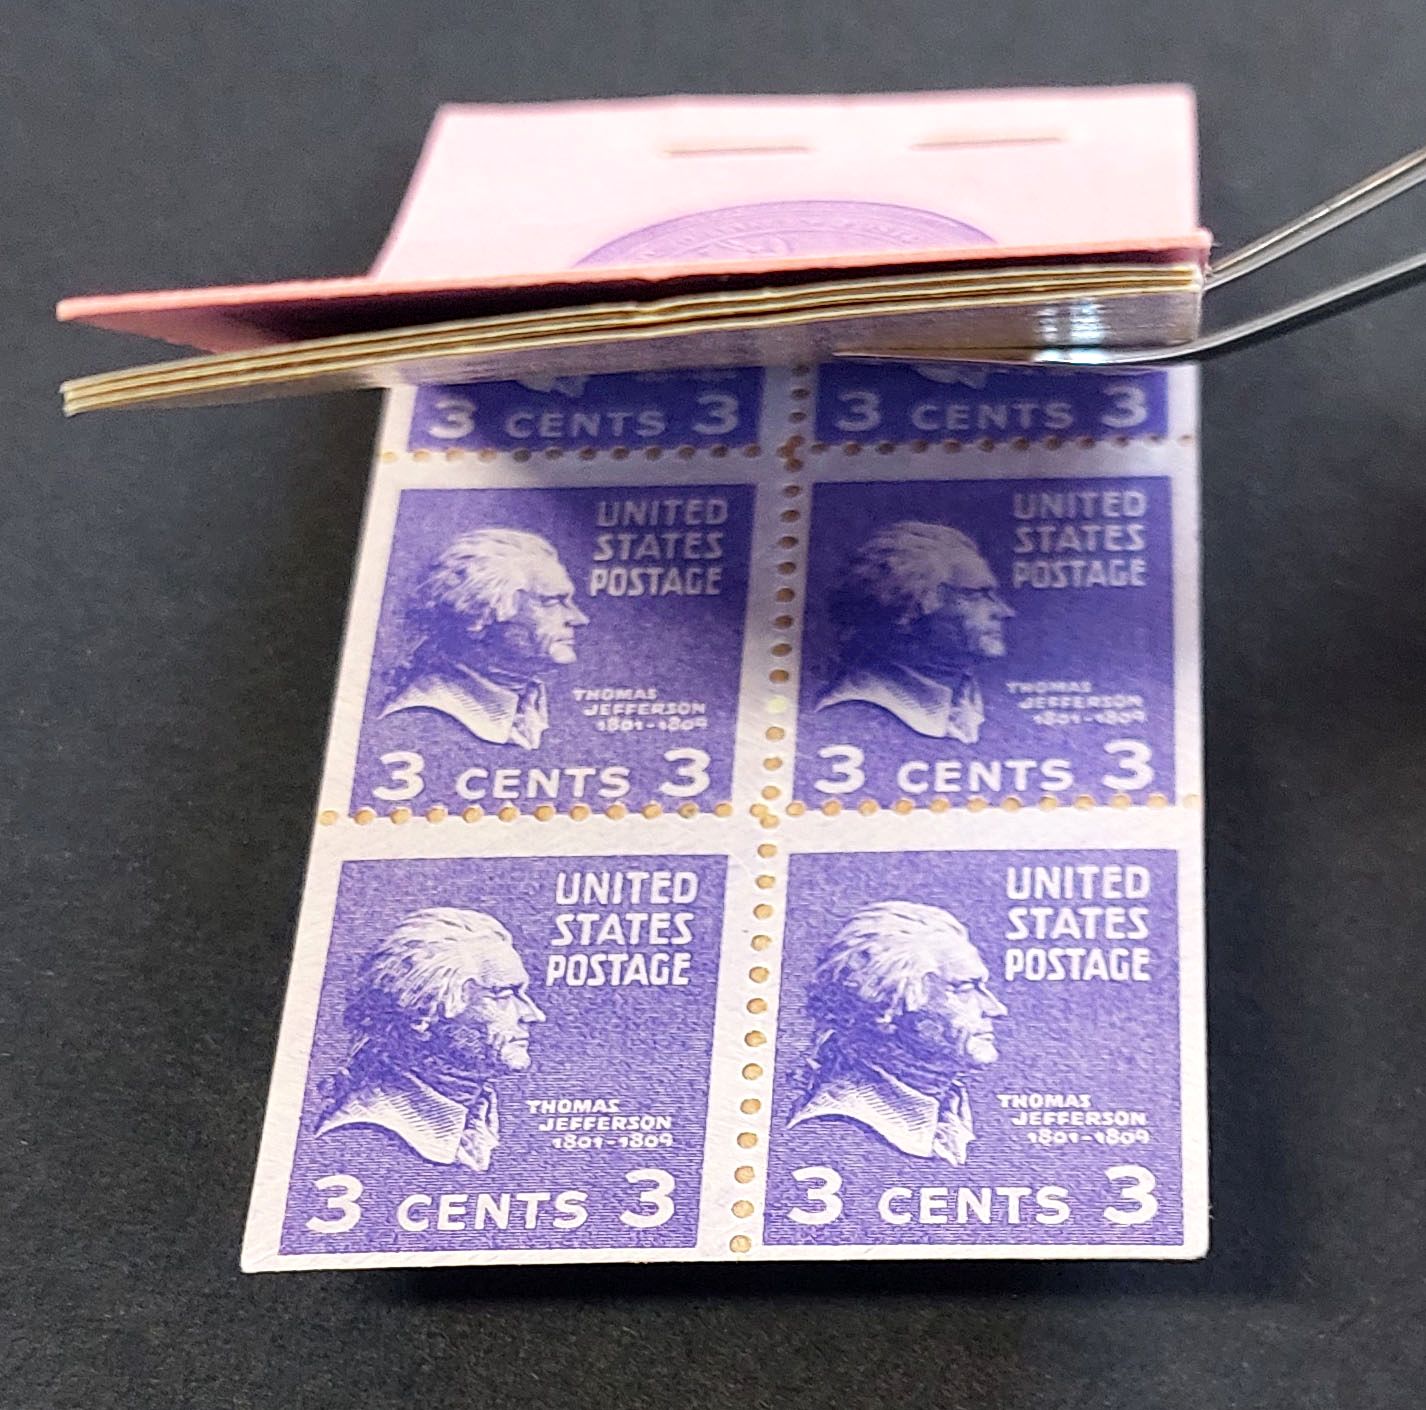 3 CENTS 3
3 CENTS 3
UNITED
STATES
POSTAGE
THOMAS
JEFFERSON
1801-1809
3 CENTS 3
UNITED
STATES
POSTAGE
THOMAS
JEFFERSON
1801-1809
3 CENTS 3
UNITED
STATES
POSTAGE
THOMAS
JEFFERSON
1801-1809
3 CENTS 3
UNITED
STATES
POSTAGE
THOMAS
JEFFERSON
1801-1809
3 CENTS 3